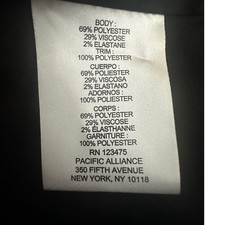 BODY :
69% POLYESTER
29% VISCOSE
2% ELASTANE
TRIM :
100% POLYESTER
CUERPO :
69% POLIESTER
29% VISCOSA
2% ELASTANO
ADORNOS :
100% POLIESTER
CORPS :
69% POLYESTER
29% VISCOSE
2% ÉLASTHANNE
GARNITURE :
100% POLYESTER
RN 123475
PACIFIC ALLIANCE
350 FIFTH AVENUE
NEW YORK, NY 10118